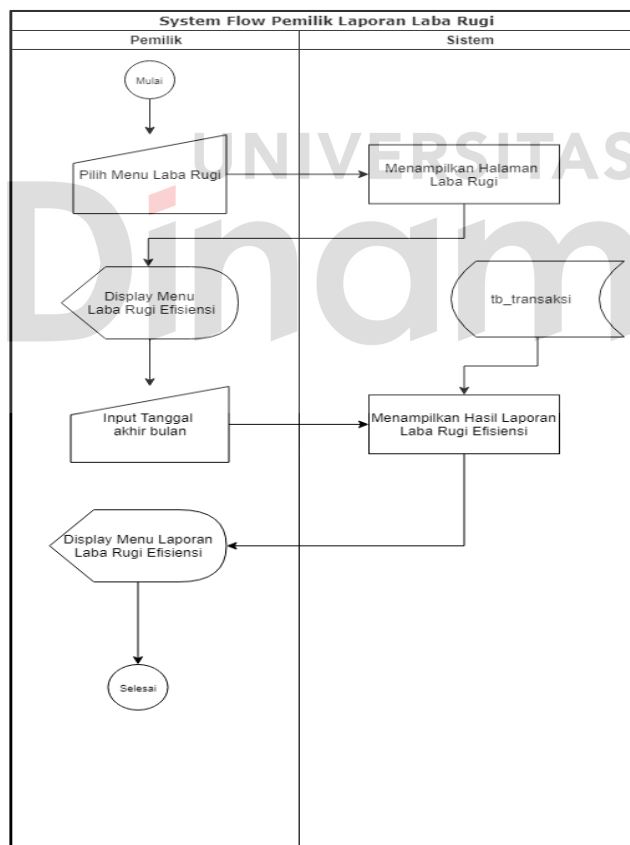 System Flow Pemilik Laporan Laba Rugi
Pemilik
Sistem
Mulai
UNIVERSITAS
Pilih Menu Laba Rugi
Menampilkan Halaman
Laba Rugi
Dinam
Display Menu
Laba Rugi Efisiensi
tb_transaksi
Input Tanggal
akhir bulan
Menampilkan Hasil Laporan
Laba Rugi Efisiensi
Display Menu Laporan
Laba Rugi Efisiensi
Selesai